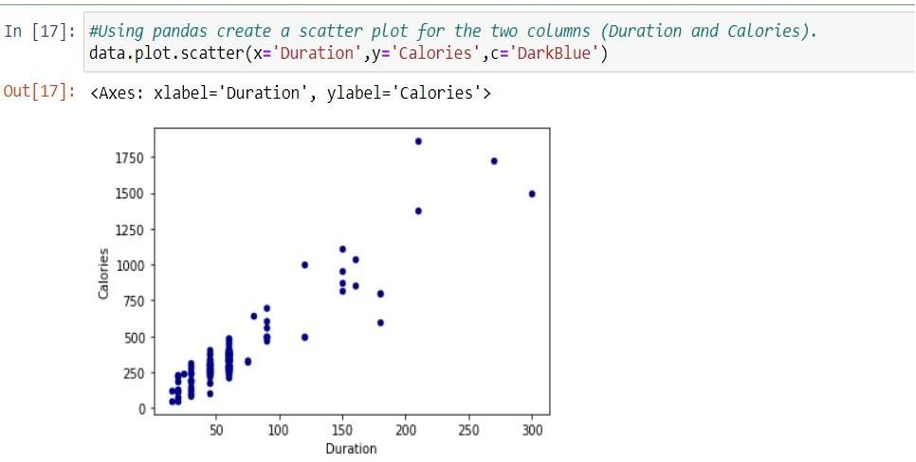 In [17]: #Using pandas create a scatter plot for the two columns (Duration and Calories).
data.plot.scatter(x='Duration',y='Calories',c='DarkBlue')
Out[17]: <Axes: xlabel='Duration', ylabel='Calories'>
1750
1500
1250
1000
750
500
250
0
Calories
50 100 150 200 250 300
Duration